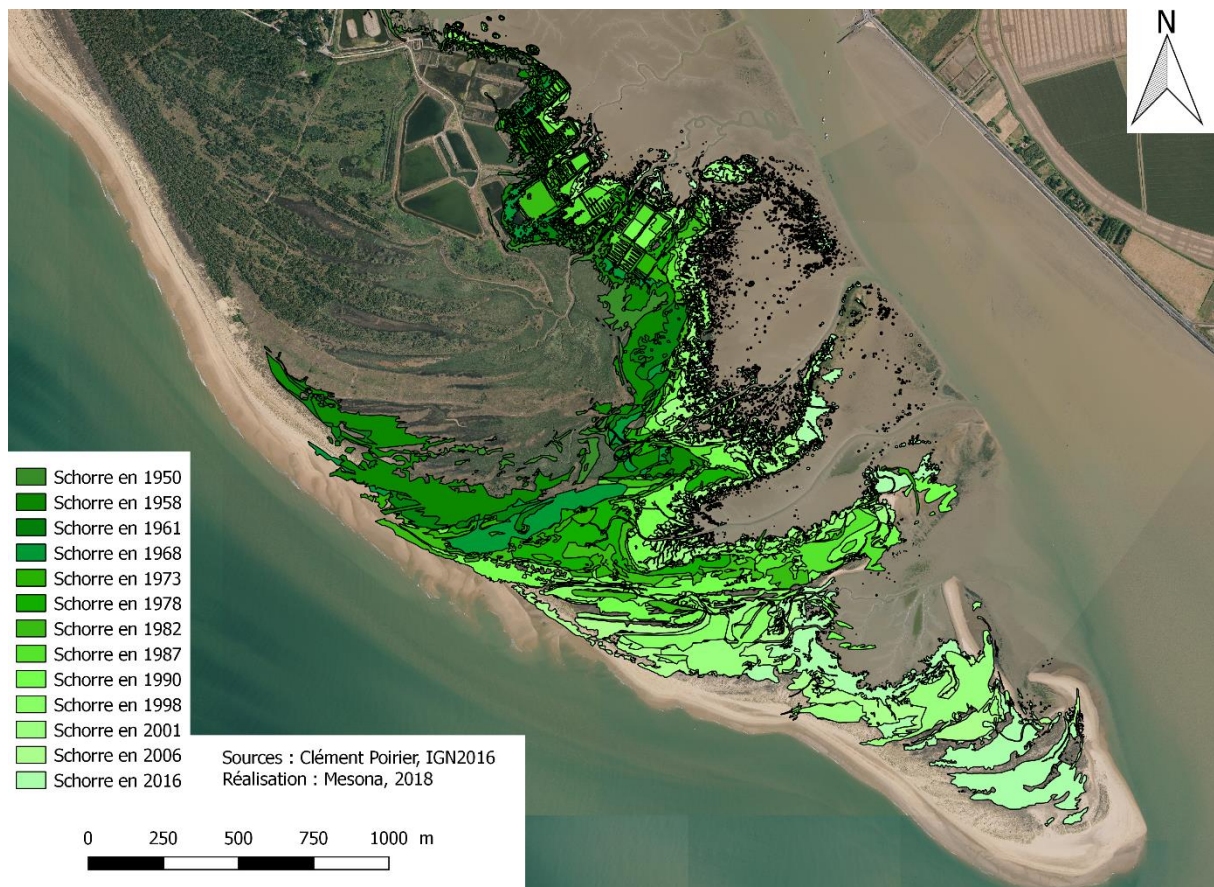 N
Schorre en 1950
Schorre en 1958
Schorre en 1961
Schorre en 1968
Schorre en 1973
Schorre en 1978
Schorre en 1982
Schorre en 1987
Schorre en 1990
Schorre en 1998
Schorre en 2001
Schorre en 2006
Schorre en 2016
Sources : Clément Poirier, IGN2016
Réalisation : Mesona, 2018
0 250 500 750 1000 m